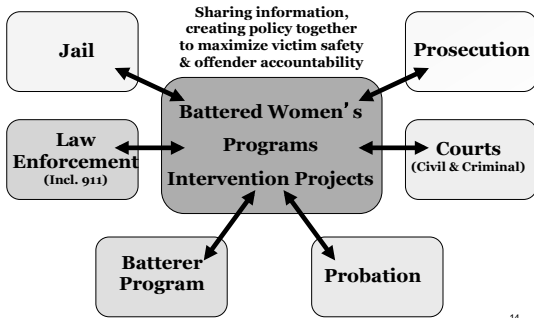 Sharing information,
creating policy together
to maximize victim safety
& offender accountability
Jail
Prosecution
Battered Women's
Programs
Intervention Projects
Law
Enforcement
(Incl. 911)
Courts
(Civil & Criminal)
Batterer
Program
Probation
14